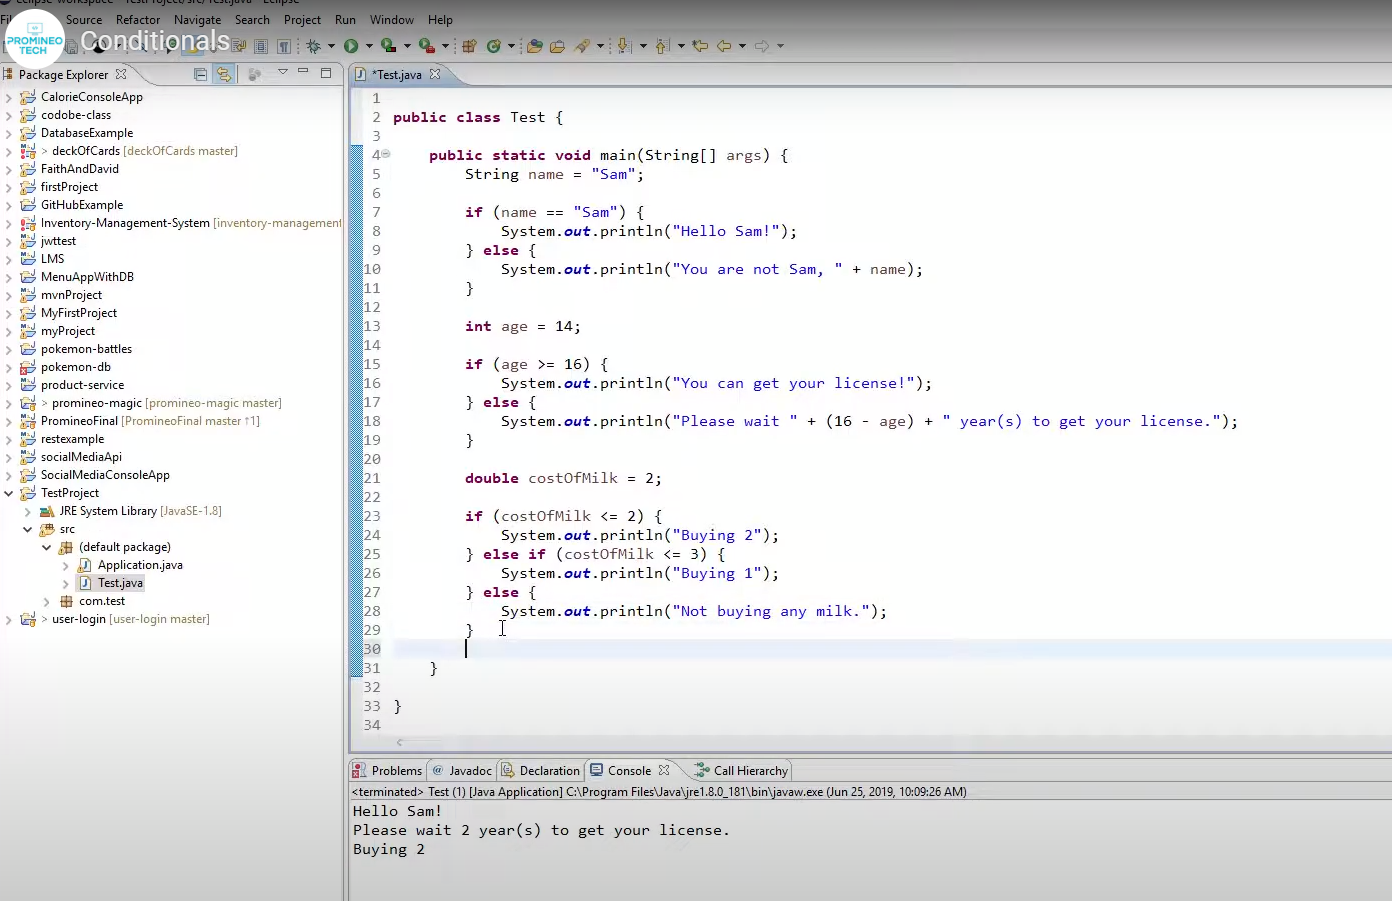 eclipse-workspace - TestProject/src/Test.java - Eclipse
Source Refactor Navigate Search Project Run Window Help
PROMINEO
TECH
Conditionals
Package Explorer
*Test.java
CalorieConsoleApp
codobe-class
DatabaseExample
> deckOfCards [deckOfCards master]
FaithAndDavid
firstProject
GitHubExample
Inventory-Management-System [inventory-management
jwttest
LMS
MenuAppWithDB
mvnProject
MyFirstProject
myProject
pokemon-battles
pokemon-db
product-service
> promineo-magic [promineo-magic master]
PromineoFinal [PromineoFinal master ↑1]
restexample
socialMediaApi
SocialMediaConsoleApp
TestProject
JRE System Library [JavaSE-1.8]
src
(default package)
Application.java
Test.java
com.test
> user-login [user-login master]
1
2 public class Test {
3
4 public static void main(String[] args) {
5 String name = "Sam";
6
7 if (name == "Sam") {
8 System.out.println("Hello Sam!");
9 } else {
10 System.out.println("You are not Sam, " + name);
11 }
12
13 int age = 14;
14
15 if (age >= 16) {
16 System.out.println("You can get your license!");
17 } else {
18 System.out.println("Please wait " + (16 - age) + " year(s) to get your license.");
19 }
20
21 double costOfMilk = 2;
22
23 if (costOfMilk <= 2) {
24 System.out.println("Buying 2");
25 } else if (costOfMilk <= 3) {
26 System.out.println("Buying 1");
27 } else {
28 System.out.println("Not buying any milk.");
29 }
30
31 }
32
33 }
34
Problems Javadoc Declaration Console Call Hierarchy
<terminated> Test (1) [Java Application] C:\Program Files\Java\jre1.8.0_181\bin\javaw.exe (Jun 25, 2019, 10:09:26 AM)
Hello Sam!
Please wait 2 year(s) to get your license.
Buying 2